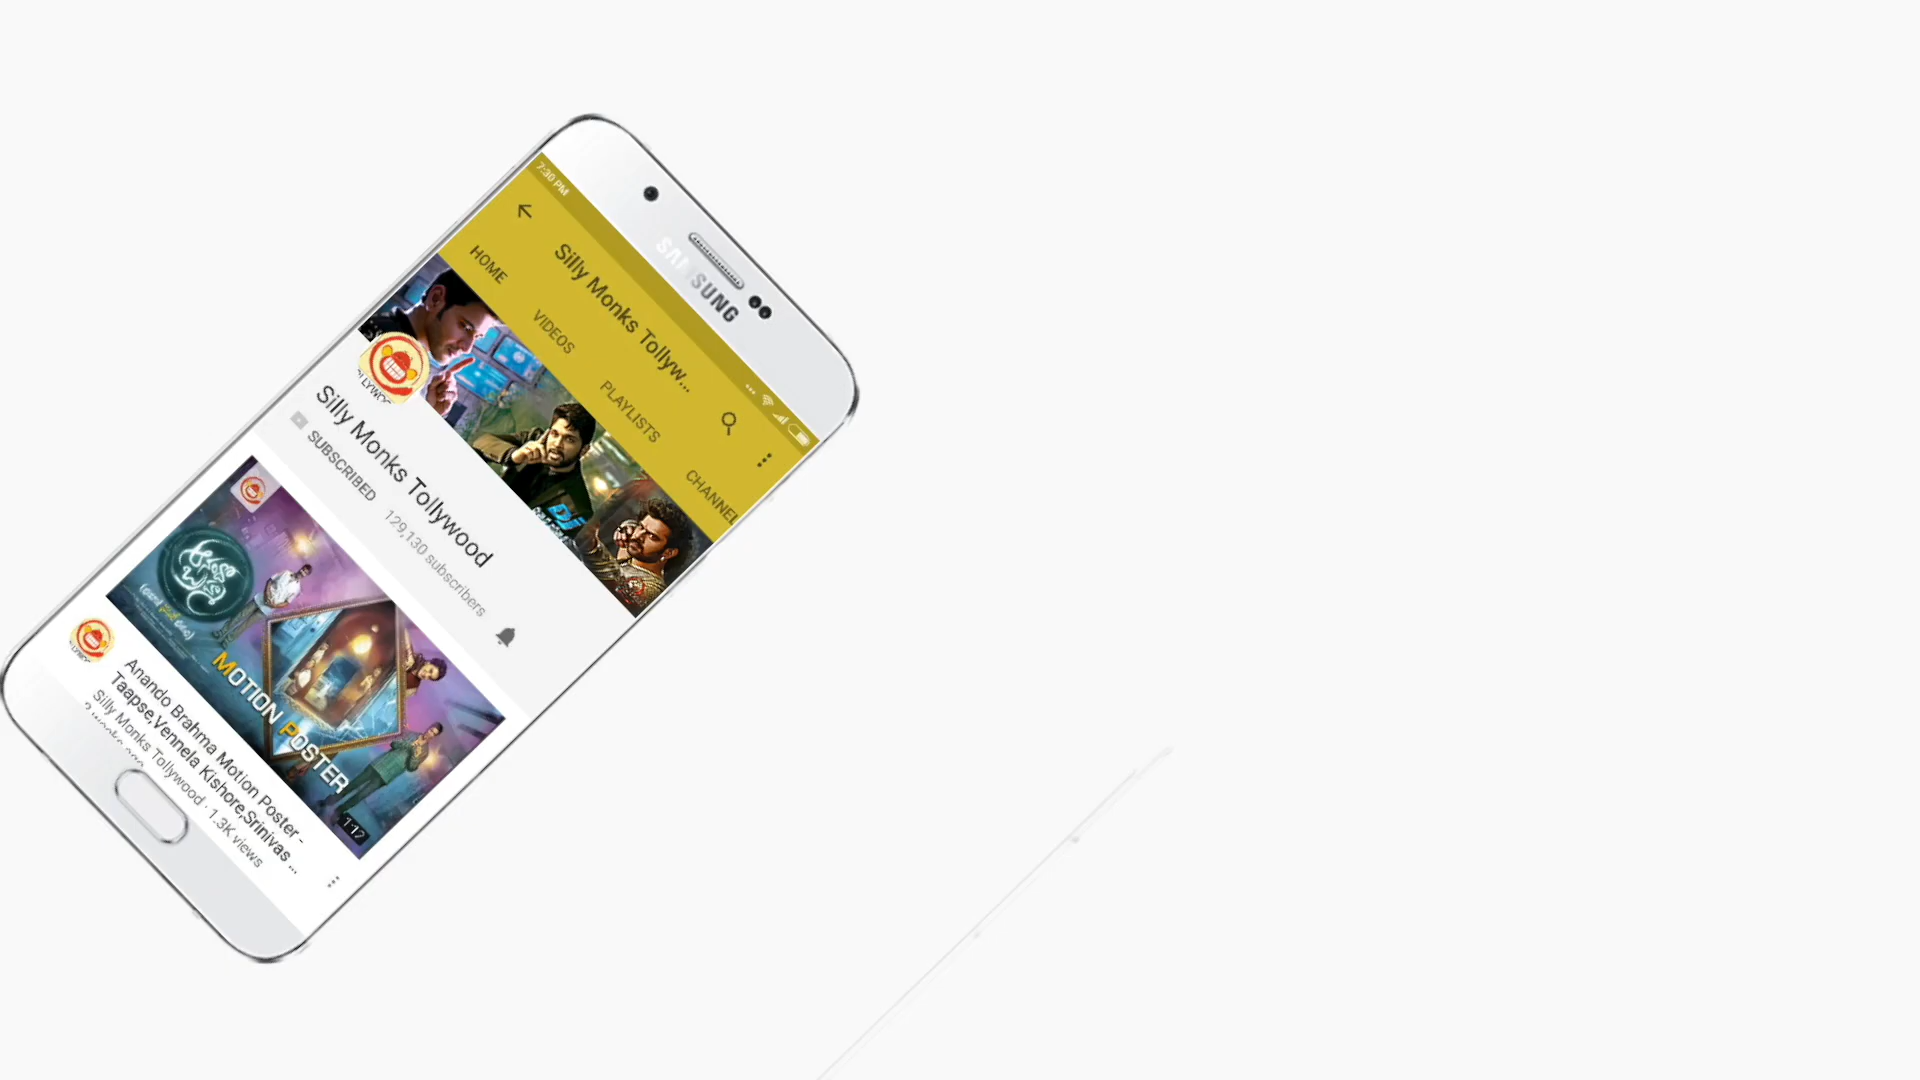 SAMSUNG
7:30 PM
Silly Monks Tollyw...
HOME VIDEOS PLAYLISTS CHANNEL
DJ
Silly Monks Tollywood
SUBSCRIBED 129,130 subscribers
MOTION POSTER
1:12
Anando Brahma Motion Poster -
Taapse,Vennela Kishore,Srinivas ...
Silly Monks Tollywood · 1.3K views